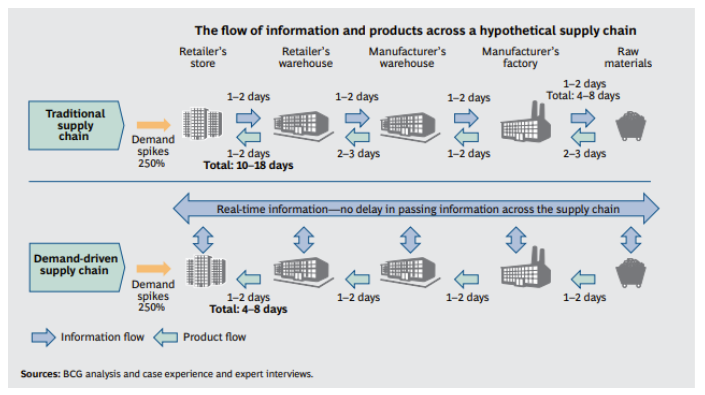 The flow of information and products across a hypothetical supply chain
Retailer's store
Retailer's warehouse
Manufacturer's warehouse
Manufacturer's factory
Raw materials
Traditional supply chain
Demand spikes 250%
1–2 days
1–2 days
1–2 days
1–2 days
Total: 4–8 days
1–2 days
2–3 days
1–2 days
2–3 days
Total: 10–18 days
Real-time information—no delay in passing information across the supply chain
Demand-driven supply chain
Demand spikes 250%
1–2 days
1–2 days
1–2 days
1–2 days
Total: 4–8 days
Information flow
Product flow
Sources: BCG analysis and case experience and expert interviews.